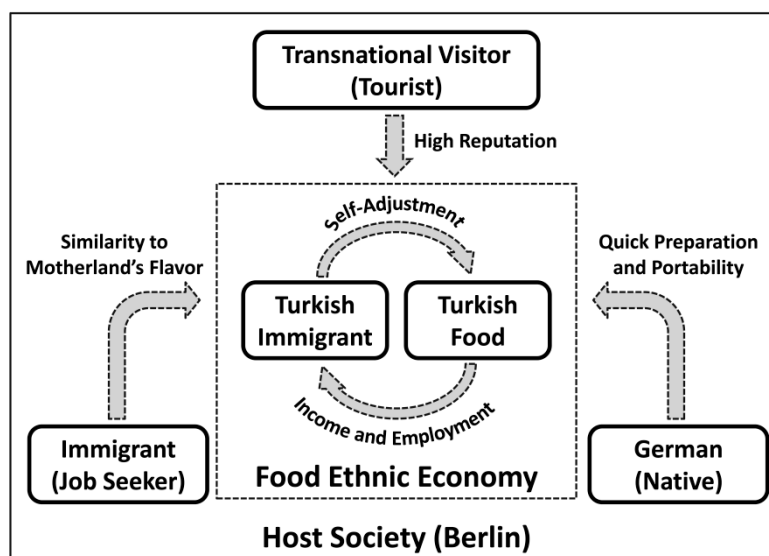 Transnational Visitor
(Tourist)
High Reputation
Self-Adjustment
Similarity to
Motherland's Flavor
Quick Preparation
and Portability
Turkish
Immigrant
Turkish
Food
Income and Employment
Immigrant
(Job Seeker)
Food Ethnic Economy
German
(Native)
Host Society (Berlin)